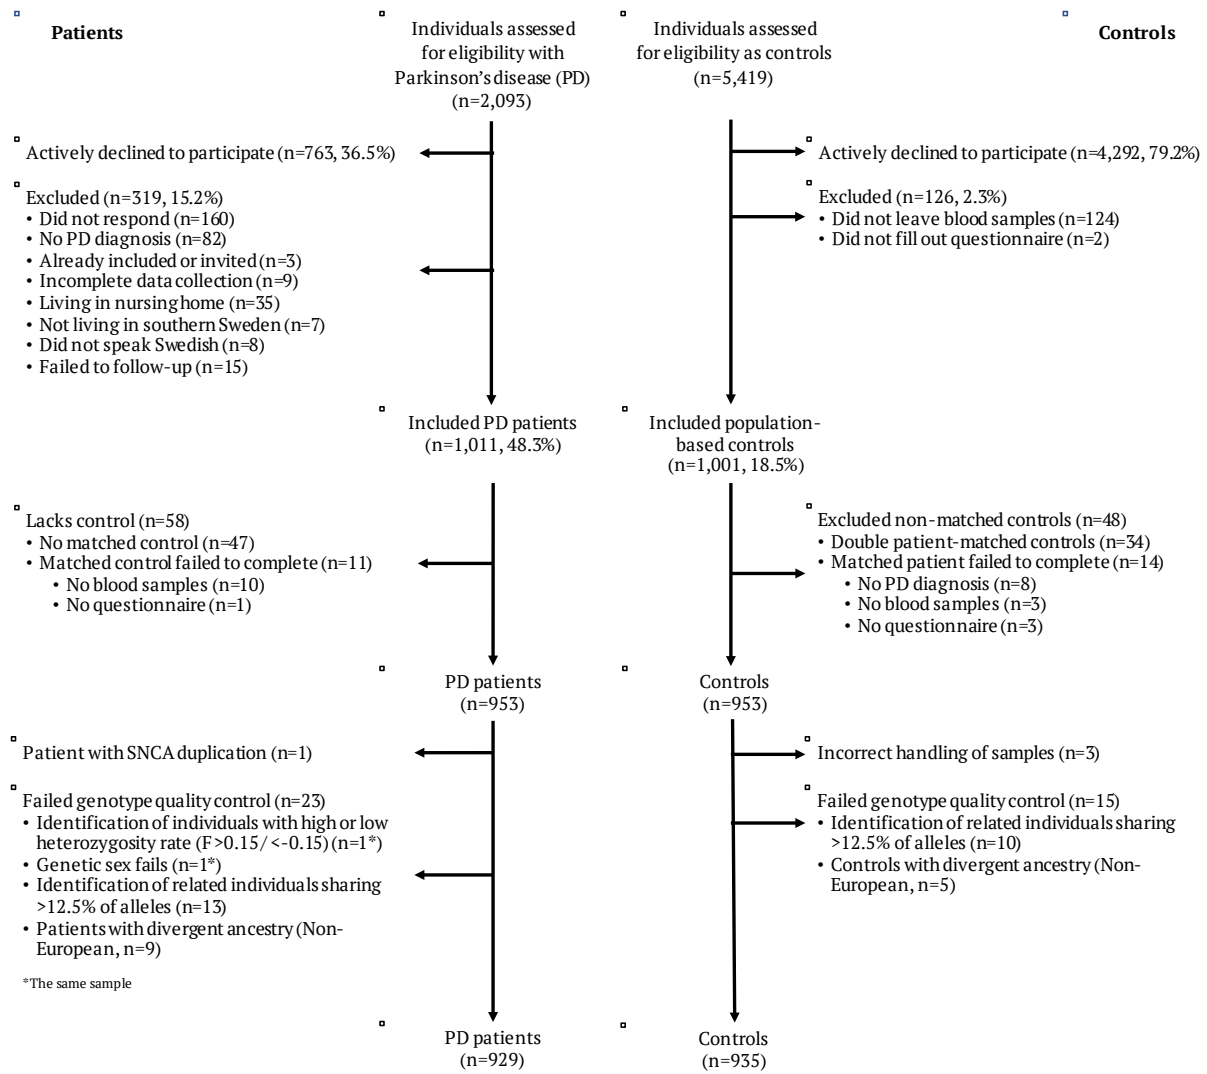 Patients
Individuals assessed
for eligibility with
Parkinson's disease (PD)
(n=2,093)
Individuals assessed
for eligibility as controls
(n=5,419)
Controls
Actively declined to participate (n=763, 36.5%)
Actively declined to participate (n=4,292, 79.2%)
Excluded (n=319, 15.2%)
• Did not respond (n=160)
• No PD diagnosis (n=82)
• Already included or invited (n=3)
• Incomplete data collection (n=9)
• Living in nursing home (n=35)
• Not living in southern Sweden (n=7)
• Did not speak Swedish (n=8)
• Failed to follow-up (n=15)
Excluded (n=126, 2.3%)
• Did not leave blood samples (n=124)
• Did not fill out questionnaire (n=2)
Included PD patients
(n=1,011, 48.3%)
Included population-
based controls
(n=1,001, 18.5%)
Lacks control (n=58)
• No matched control (n=47)
• Matched control failed to complete (n=11)
• No blood samples (n=10)
• No questionnaire (n=1)
Excluded non-matched controls (n=48)
• Double patient-matched controls (n=34)
• Matched patient failed to complete (n=14)
• No PD diagnosis (n=8)
• No blood samples (n=3)
• No questionnaire (n=3)
PD patients
(n=953)
Controls
(n=953)
Patient with SNCA duplication (n=1)
Incorrect handling of samples (n=3)
Failed genotype quality control (n=23)
• Identification of individuals with high or low
heterozygosity rate (F >0.15 / <-0.15) (n=1*)
• Genetic sex fails (n=1*)
• Identification of related individuals sharing
>12.5% of alleles (n=13)
• Patients with divergent ancestry (Non-
European, n=9)
*The same sample
Failed genotype quality control (n=15)
• Identification of related individuals sharing
>12.5% of alleles (n=10)
• Controls with divergent ancestry (Non-
European, n=5)
PD patients
(n=929)
Controls
(n=935)